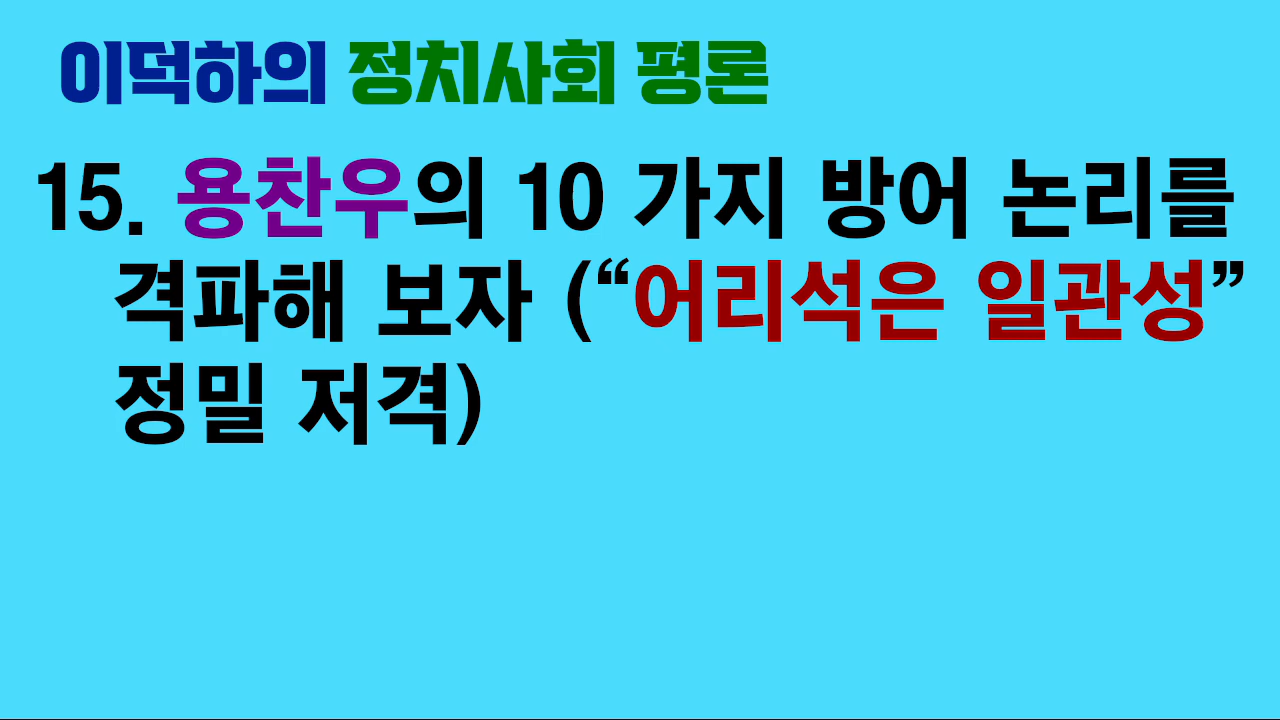 이덕하의 정치사회 평론
15. 용찬우의 10 가지 방어 논리를
격파해 보자 (“어리석은 일관성”
정밀 저격)